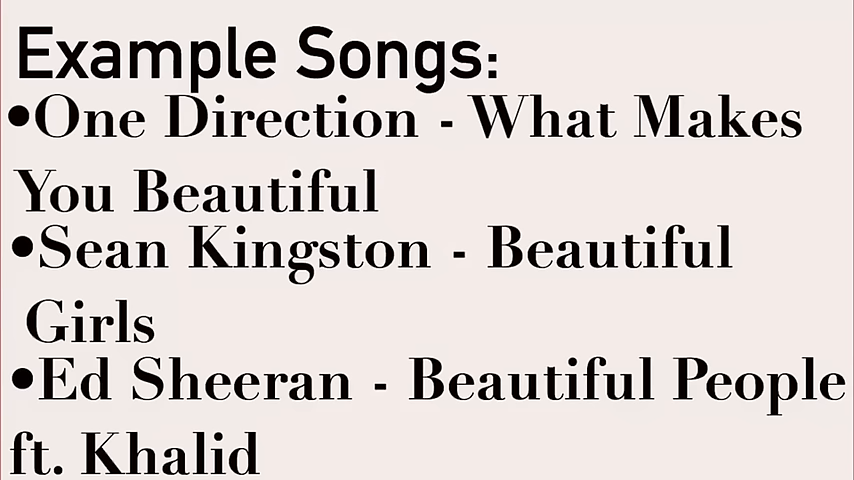 Example Songs:
•One Direction - What Makes
You Beautiful
•Sean Kingston - Beautiful
Girls
•Ed Sheeran - Beautiful People
ft. Khalid